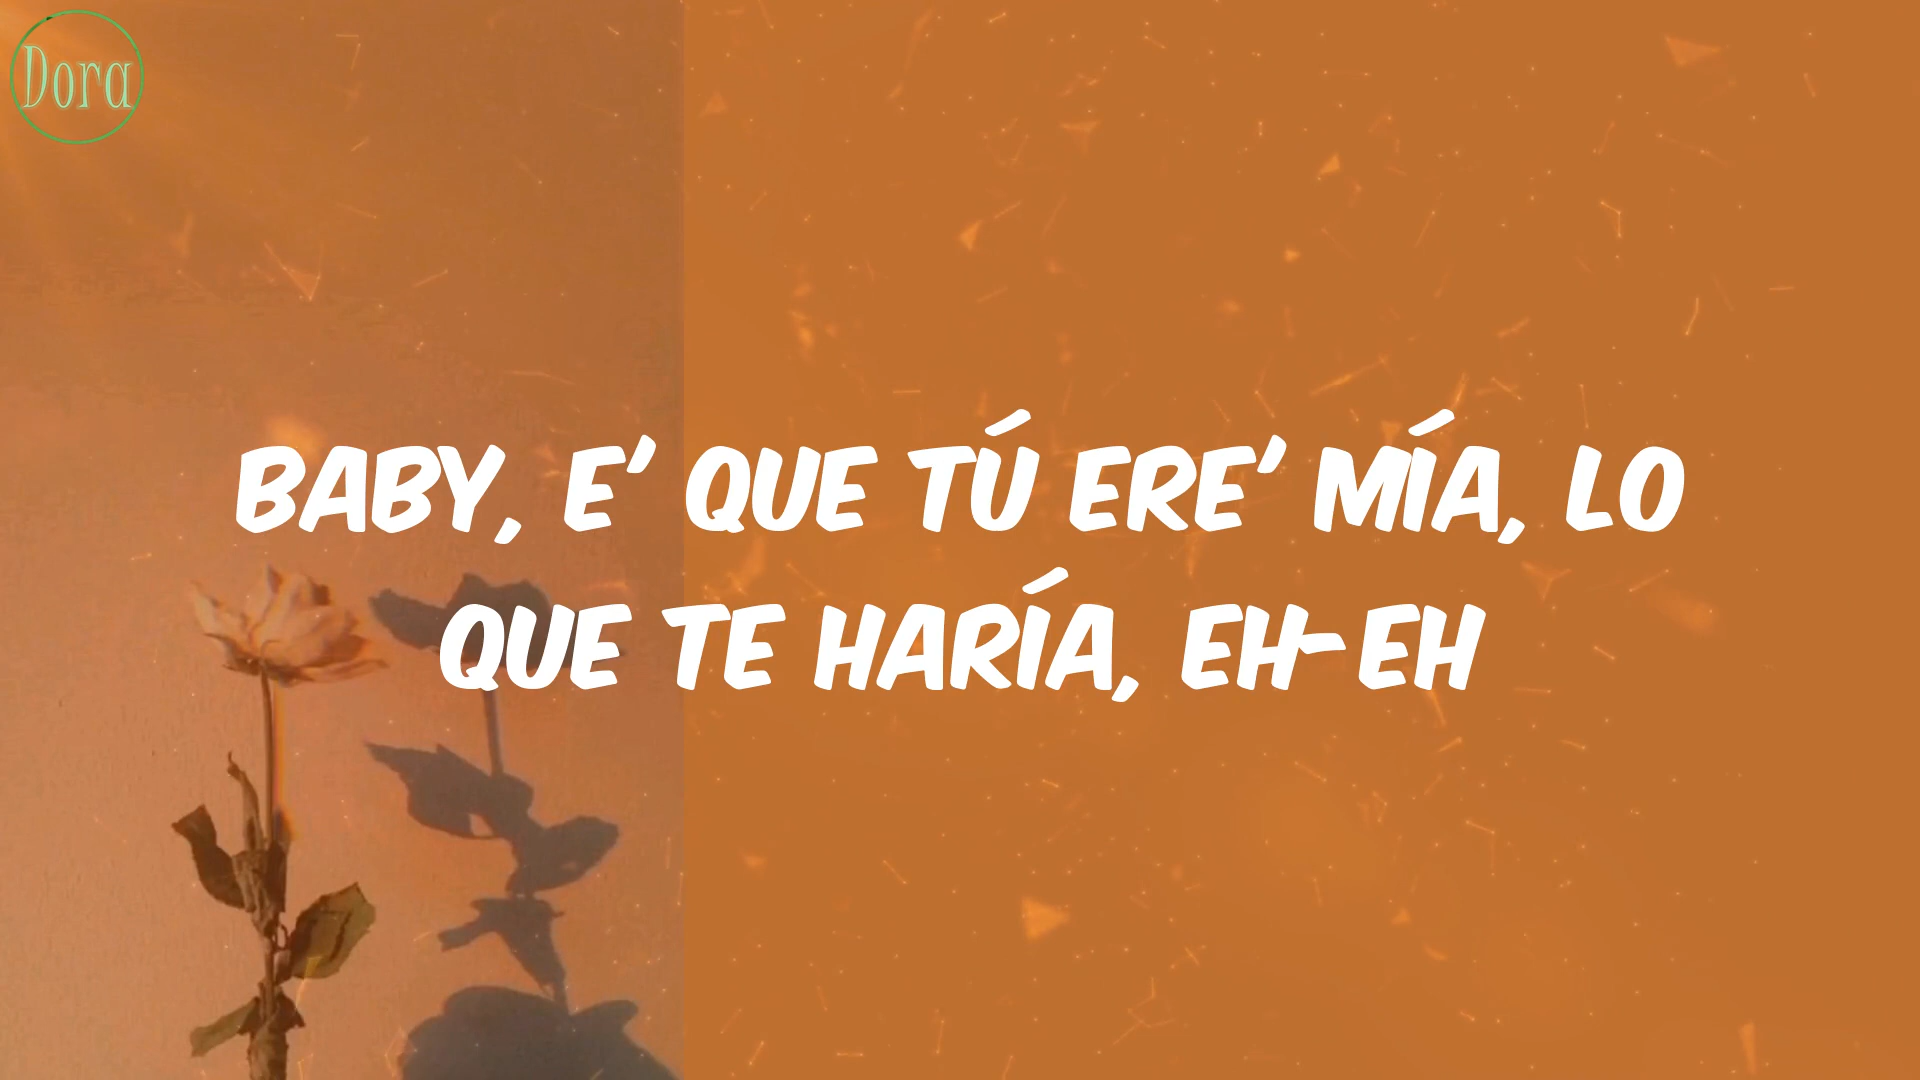 Dora
BABY, E' QUE TÚ ERE' MÍA, LO
QUE TE HARÍA, EH-EH